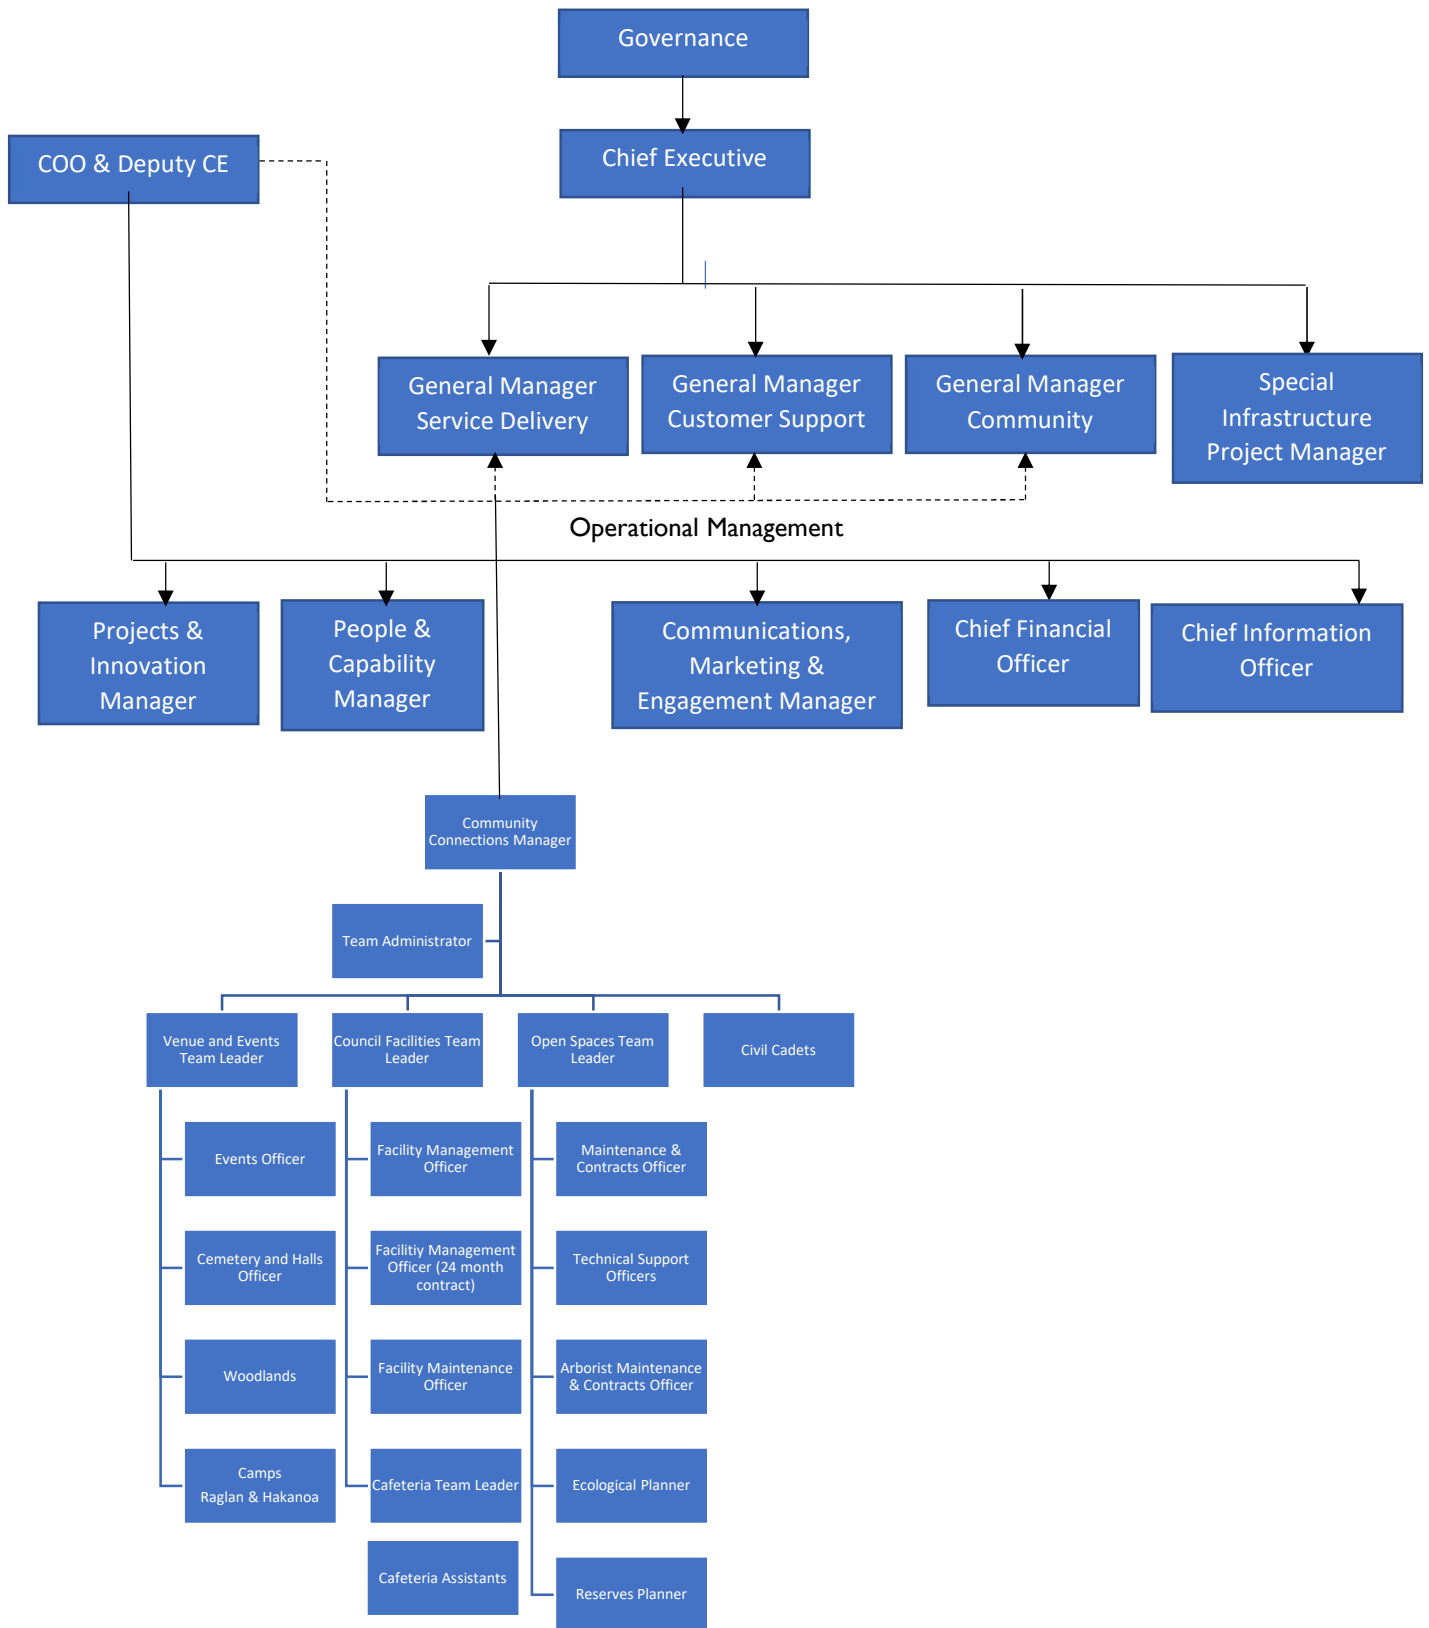 Governance
COO & Deputy CE
Chief Executive
General Manager
Service Delivery
General Manager
Customer Support
General Manager
Community
Special
Infrastructure
Project Manager
Operational Management
Projects &
Innovation
Manager
People &
Capability
Manager
Communications,
Marketing &
Engagement Manager
Chief Financial
Officer
Chief Information
Officer
Community
Connections Manager
Team Administrator
Venue and Events
Team Leader
Council Facilities Team
Leader
Open Spaces Team
Leader
Civil Cadets
Events Officer
Facility Management
Officer
Maintenance &
Contracts Officer
Cemetery and Halls
Officer
Facilitiy Management
Officer (24 month
contract)
Technical Support
Officers
Woodlands
Facility Maintenance
Officer
Arborist Maintenance
& Contracts Officer
Camps
Raglan & Hakanoa
Cafeteria Team Leader
Ecological Planner
Cafeteria Assistants
Reserves Planner